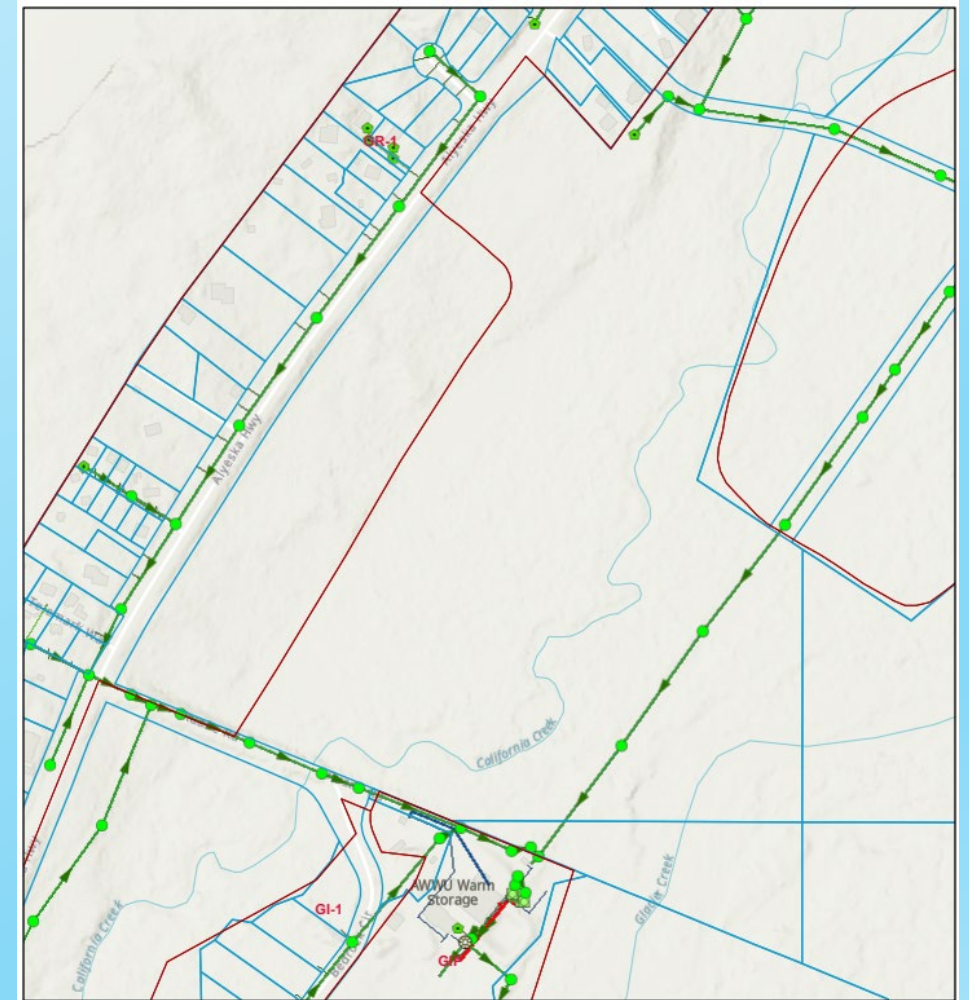 Alyeska Hwy
GR-1
Alyeska Hwy
California Creek
AWWU Warm
Storage
Glacier Creek
GI-1
California Creek
GIP